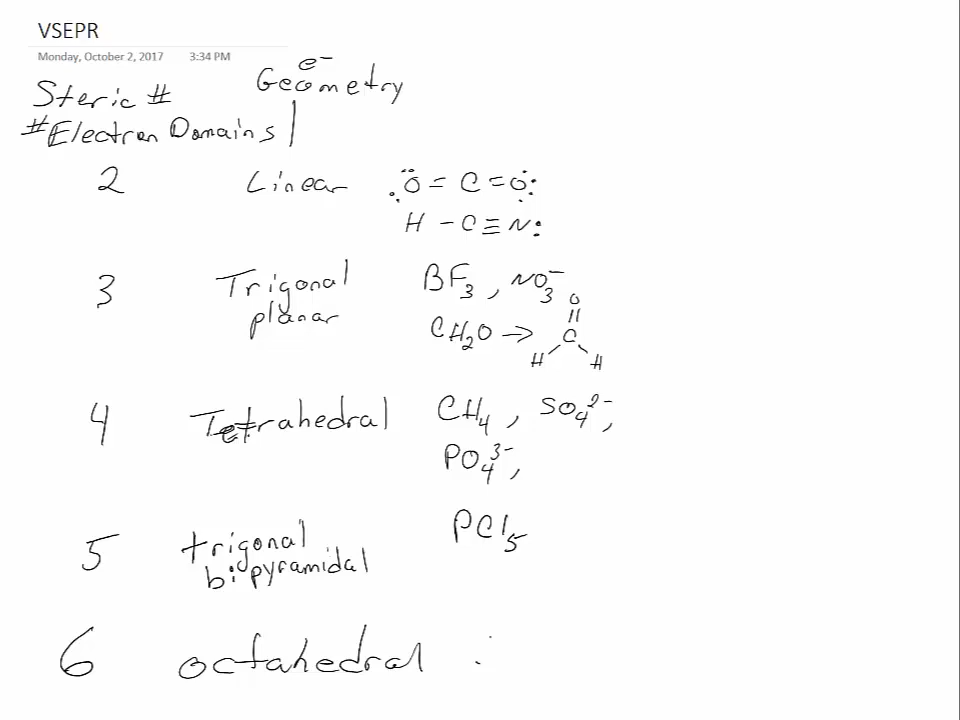 VSEPR
Monday, October 2, 2017 3:34 PM
Steric # e⁻ Geometry
#Electron Domains
2 Linear :Ö=C=Ö:
H-C≡N:
3 Trigonal planar BF₃, NO₃⁻
CH₂O → O
C
H H
4 Tetrahedral CH₄, SO₄²⁻,
PO₄³⁻,
5 trigonal bipyramidal PCl₅
6 octahedral